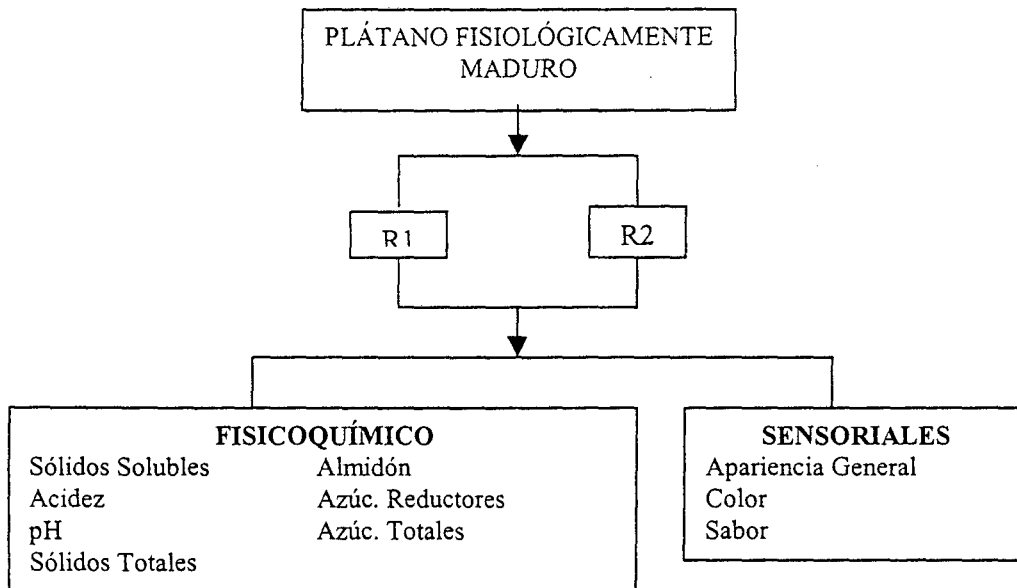 PLÁTANO FISIOLÓGICAMENTE
MADURO
R1
R2
FISICOQUÍMICO
Sólidos Solubles
Acidez
pH
Sólidos Totales
Almidón
Azúc. Reductores
Azúc. Totales
SENSORIALES
Apariencia General
Color
Sabor